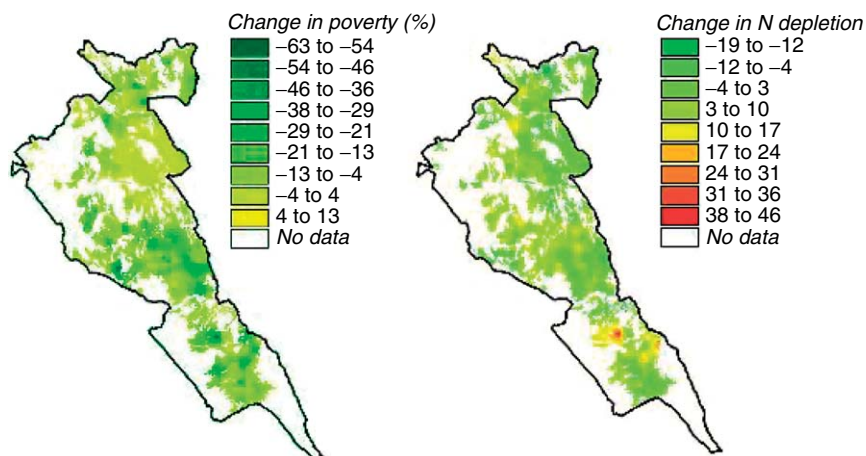 Change in poverty (%)
–63 to –54
–54 to –46
–46 to –36
–38 to –29
–29 to –21
–21 to –13
–13 to –4
–4 to 4
4 to 13
No data
Change in N depletion
–19 to –12
–12 to –4
–4 to 3
3 to 10
10 to 17
17 to 24
24 to 31
31 to 36
38 to 46
No data